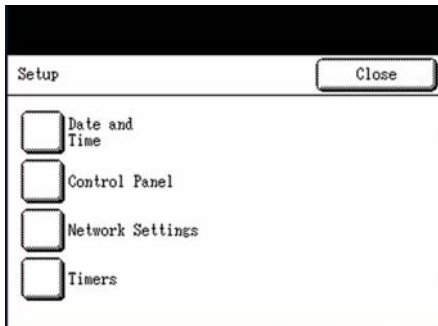 Setup
Close
Date and
Time
Control Panel
Network Settings
Timers